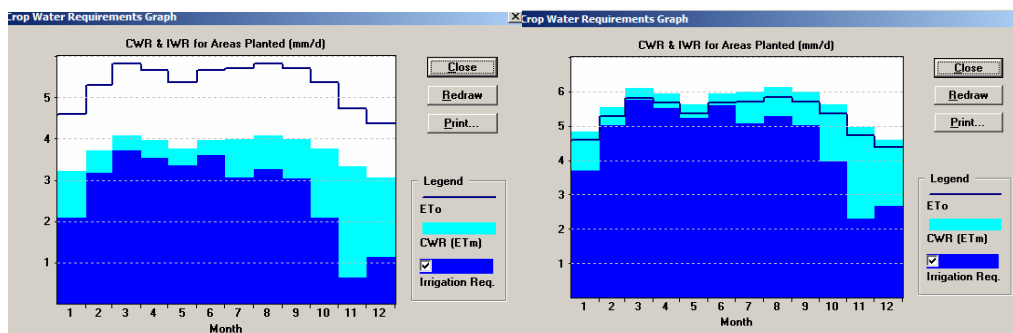 Crop Water Requirements Graph
CWR & IWR for Areas Planted (mm/d)
5
4
3
2
1
1 2 3 4 5 6 7 8 9 10 11 12
Month
Close
Redraw
Print...
Legend
ETo
CWR (ETm)
Irrigation Req.
Crop Water Requirements Graph
CWR & IWR for Areas Planted (mm/d)
6
5
4
3
2
1
1 2 3 4 5 6 7 8 9 10 11 12
Month
Close
Redraw
Print...
Legend
ETo
CWR (ETm)
Irrigation Req.